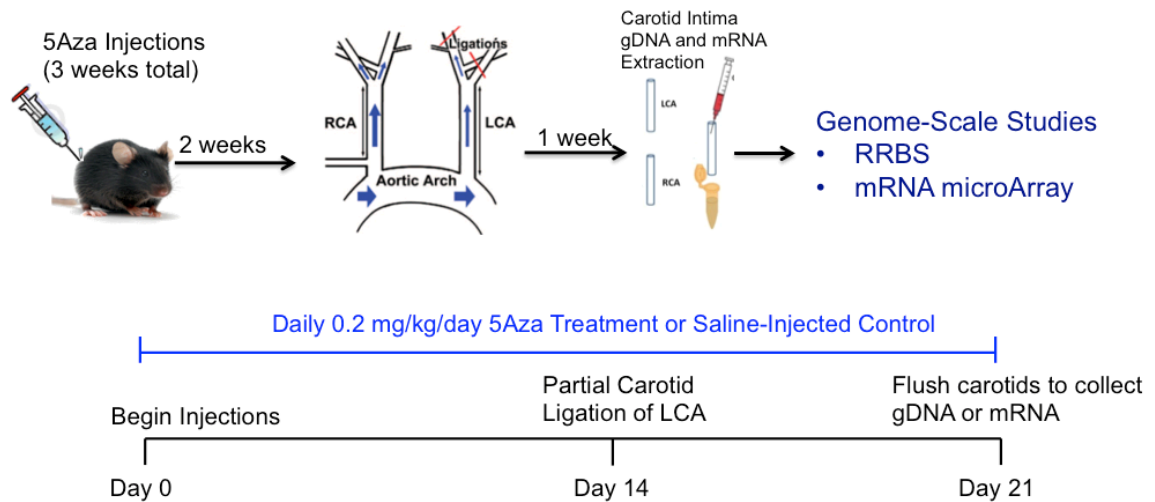 5Aza Injections
(3 weeks total)
2 weeks
Ligations
RCA
LCA
Aortic Arch
1 week
Carotid Intima
gDNA and mRNA
Extraction
LCA
RCA
Genome-Scale Studies
• RRBS
• mRNA microArray
Daily 0.2 mg/kg/day 5Aza Treatment or Saline-Injected Control
Begin Injections
Partial Carotid
Ligation of LCA
Flush carotids to collect
gDNA or mRNA
Day 0
Day 14
Day 21